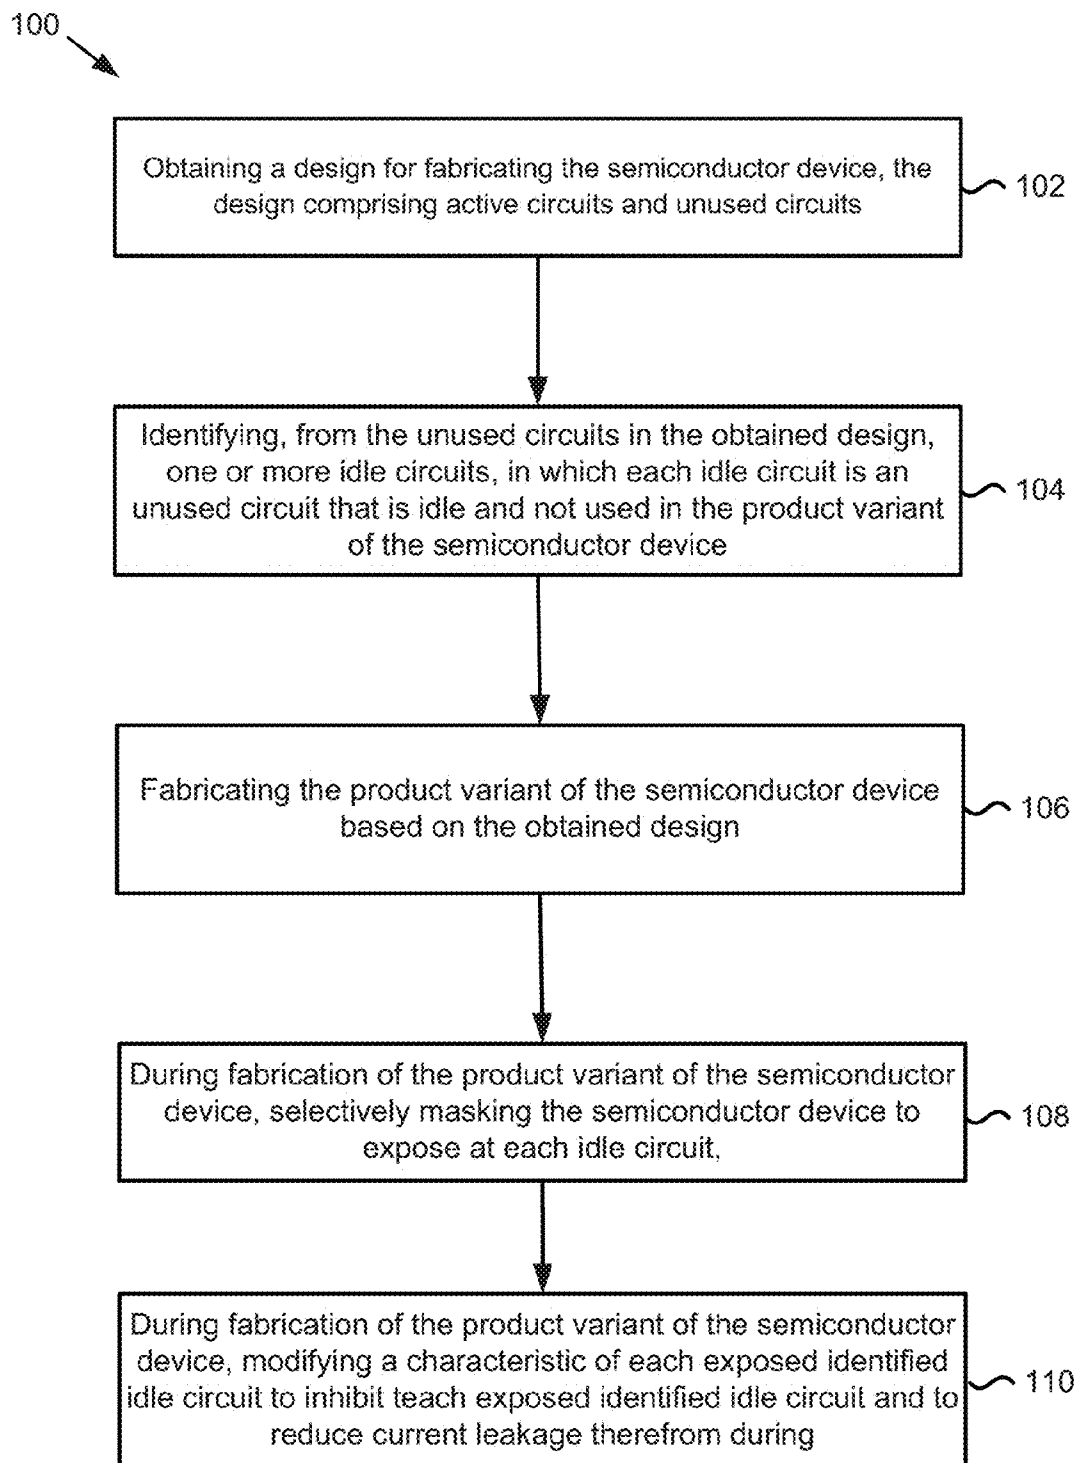 100
Obtaining a design for fabricating the semiconductor device, the
design comprising active circuits and unused circuits
102
Identifying, from the unused circuits in the obtained design,
one or more idle circuits, in which each idle circuit is an
unused circuit that is idle and not used in the product variant
of the semiconductor device
104
Fabricating the product variant of the semiconductor device
based on the obtained design
106
During fabrication of the product variant of the semiconductor
device, selectively masking the semiconductor device to
expose at each idle circuit,
108
During fabrication of the product variant of the semiconductor
device, modifying a characteristic of each exposed identified
idle circuit to inhibit teach exposed identified idle circuit and to
reduce current leakage therefrom during
110